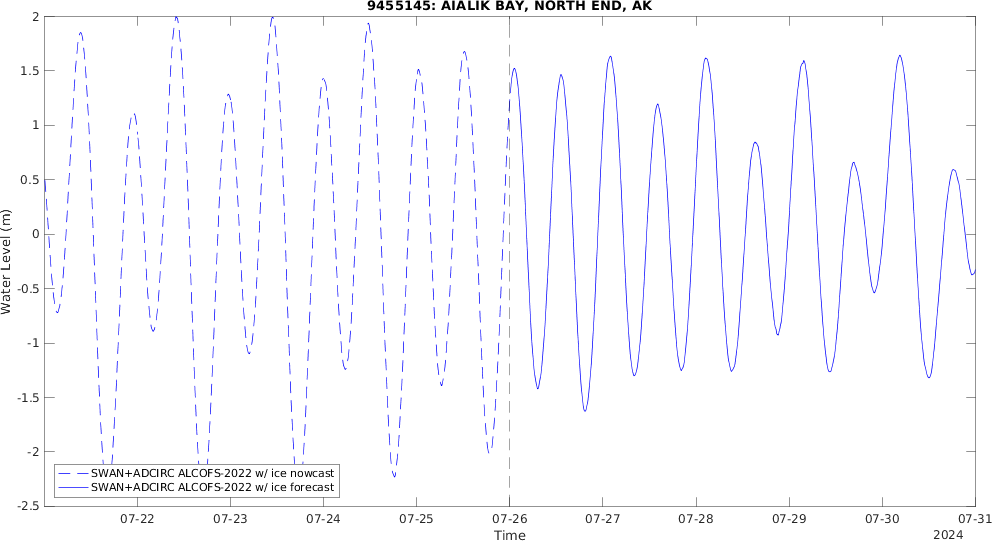 9455145: AIALIK BAY, NORTH END, AK
Water Level (m)
2
1.5
1
0.5
0
-0.5
-1
-1.5
-2
-2.5
SWAN+ADCIRC ALCOFS-2022 w/ ice nowcast
SWAN+ADCIRC ALCOFS-2022 w/ ice forecast
07-22 07-23 07-24 07-25 07-26 07-27 07-28 07-29 07-30 07-31
Time
2024